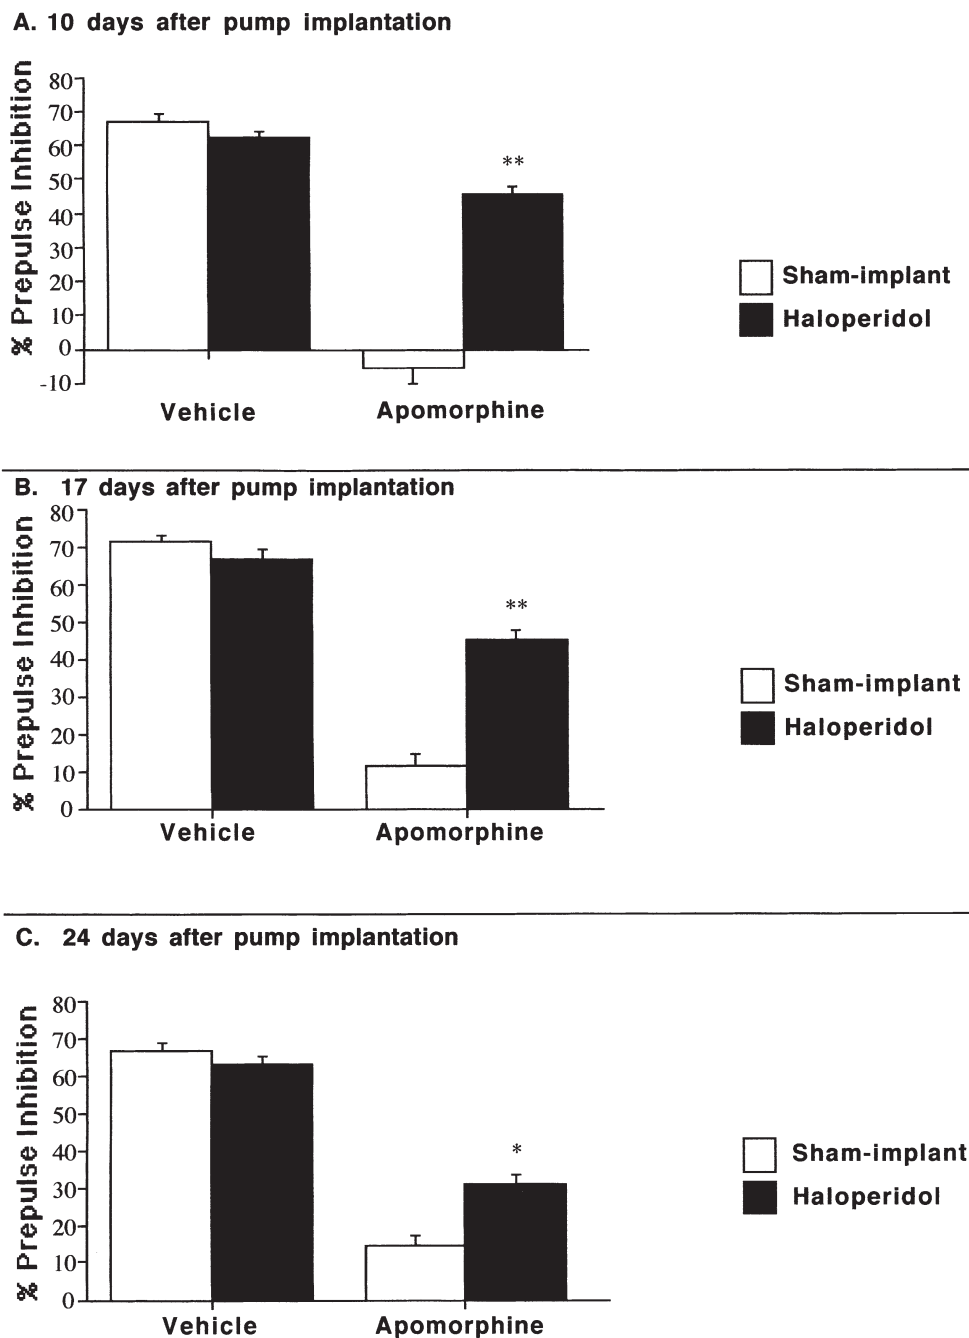 A. 10 days after pump implantation
% Prepulse Inhibition
80
70
60
50
40
30
20
10
0
-10
**
Sham-implant
Haloperidol
Vehicle
Apomorphine
B. 17 days after pump implantation
% Prepulse Inhibition
80
70
60
50
40
30
20
10
0
**
Sham-implant
Haloperidol
Vehicle
Apomorphine
C. 24 days after pump implantation
% Prepulse Inhibition
80
70
60
50
40
30
20
10
0
*
Sham-implant
Haloperidol
Vehicle
Apomorphine